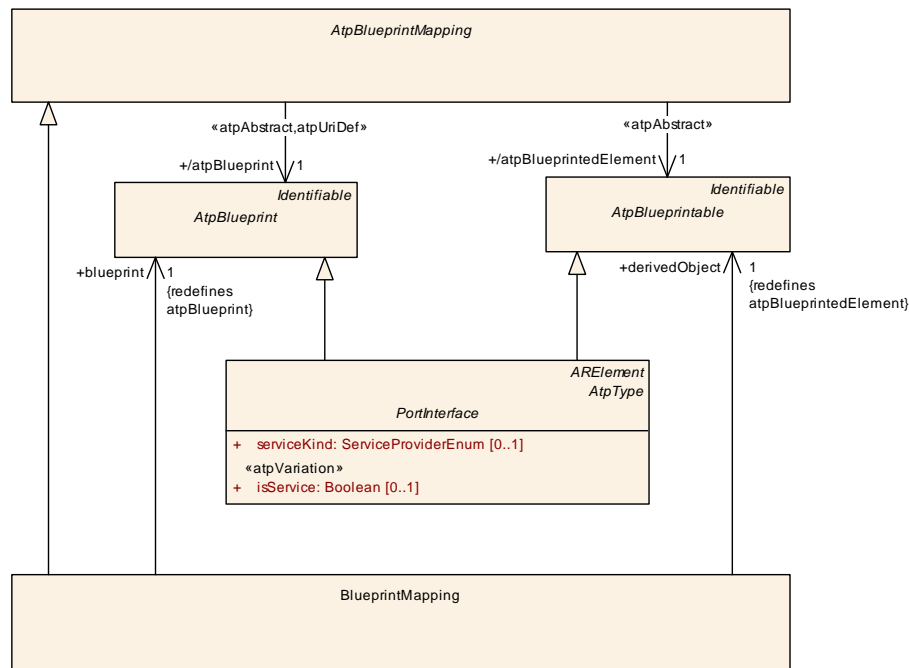 AtpBlueprintMapping
«atpAbstract,atpUriDef»
«atpAbstract»
+/atpBlueprint 1
+/atpBlueprintedElement 1
Identifiable
AtpBlueprint
Identifiable
AtpBlueprintable
+blueprint 1
{redefines
atpBlueprint}
+derivedObject 1
{redefines
atpBlueprintedElement}
ARElement
AtpType
PortInterface
+ serviceKind: ServiceProviderEnum [0..1]
«atpVariation»
+ isService: Boolean [0..1]
BlueprintMapping